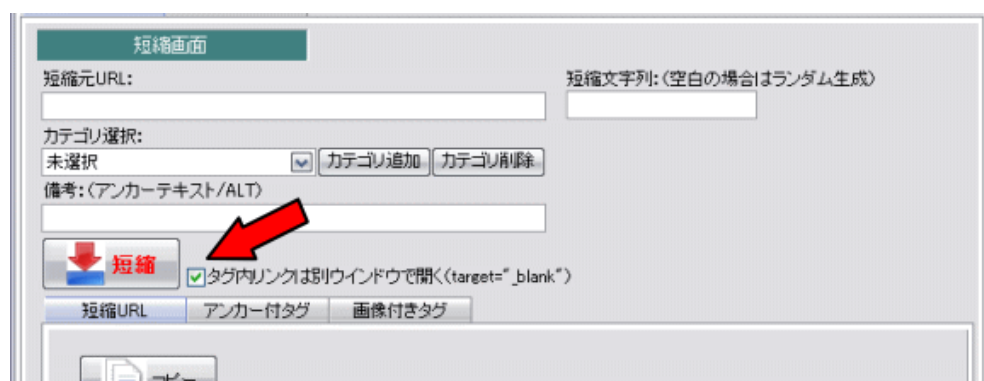 短縮画面
短縮元URL:
短縮文字列:(空白の場合はランダム生成)
カテゴリ選択:
未選択 カテゴリ追加 カテゴリ削除
備考:(アンカーテキスト/ALT)
短縮
タグ内リンクは別ウインドウで開く(target="_blank")
短縮URL アンカー付タグ 画像付きタグ
コピー